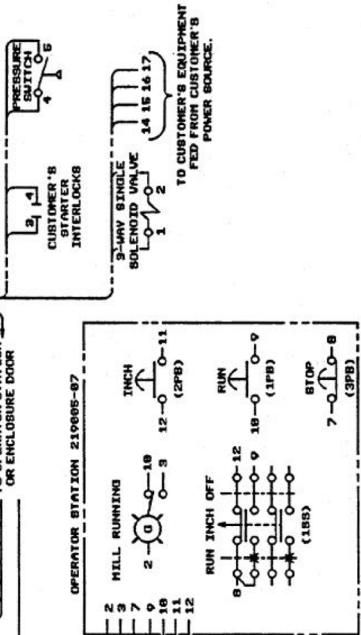 PRESSURE
SWITCH
4 5
3 4
CUSTOMER'S
STARTER
INTERLOCKS
3-WAY SINGLE
SOLENOID VALVE
1 2
14 15 16 17
TO CUSTOMER'S EQUIPMENT
FED FROM CUSTOMER'S
POWER SOURCE.
OR ENCLOSURE DOOR
OPERATOR STATION 219005-07
2
3
7
9
10
11
12
MILL RUNNING
2 G 10
3
INCH
12 11
(2PB)
RUN INCH OFF
8 12
9
(1SS)
RUN
10 9
(1PB)
STOP
7 8
(3PB)